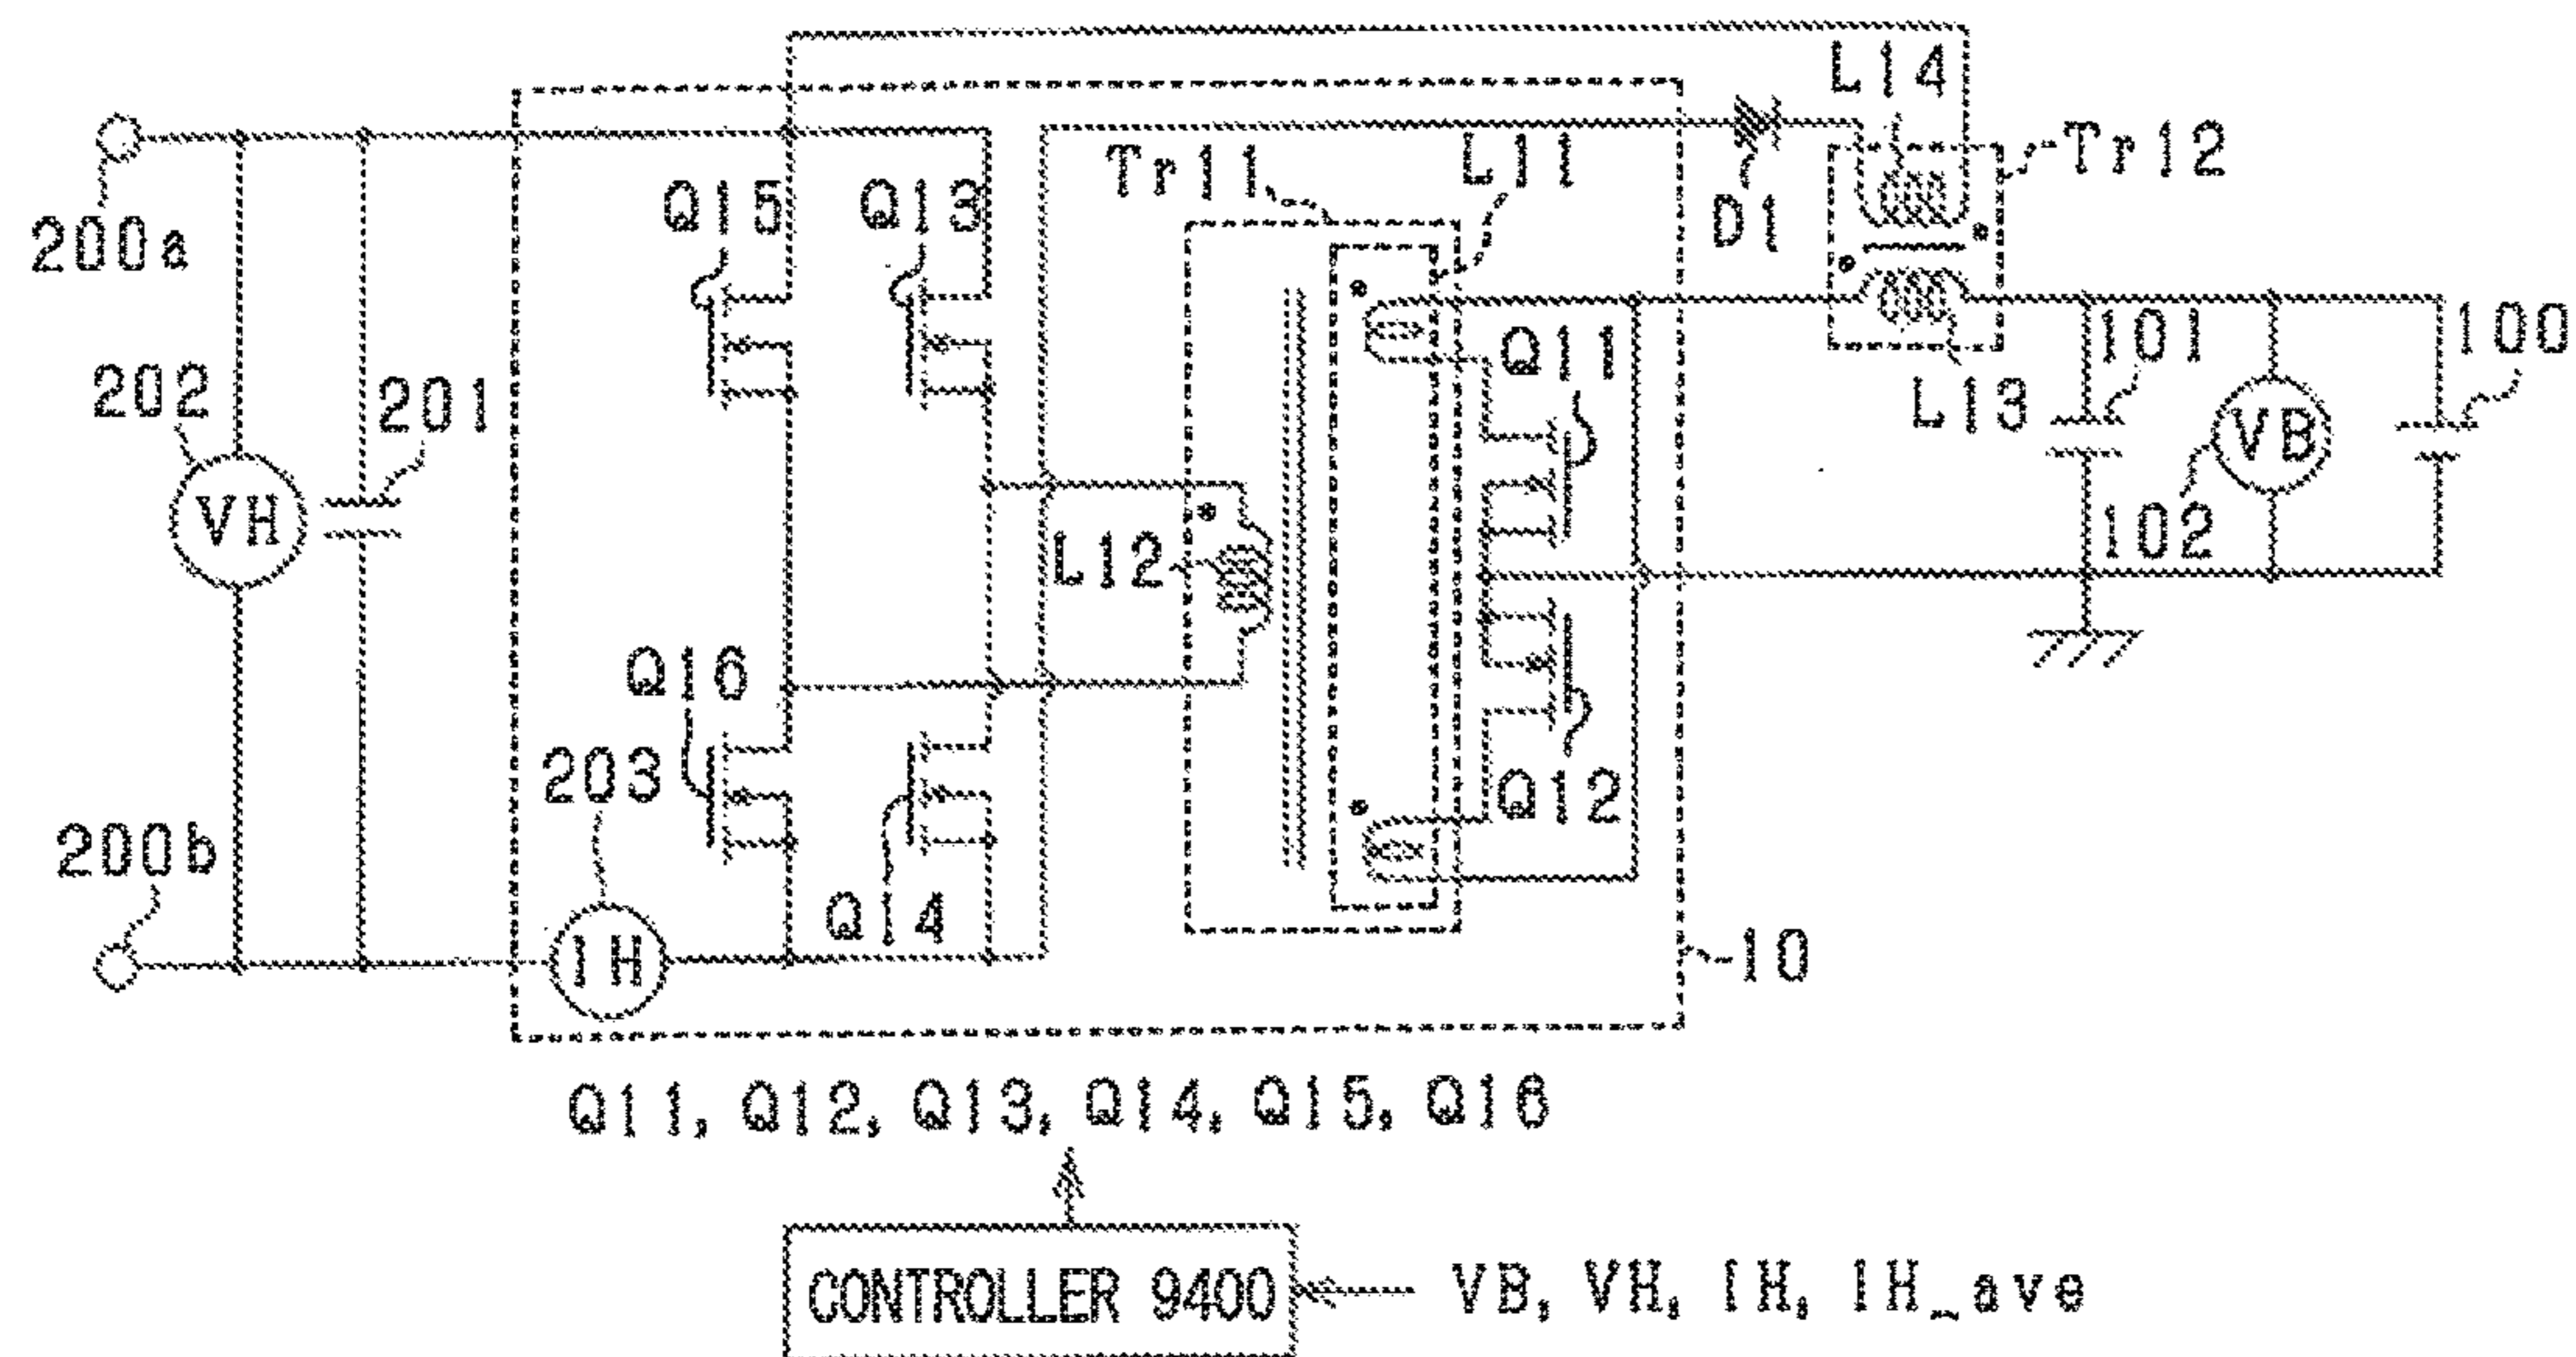 L14
Tr12
Tr11
L11
D1
Q15
Q13
200a
202
201
VH
Q11
101
100
L13
VB
102
L12
Q16
203
Q12
200b
Q14
IH
10
Q11, Q12, Q13, Q14, Q15, Q16
CONTROLLER 9400
VB, VH, IH, IH_ave